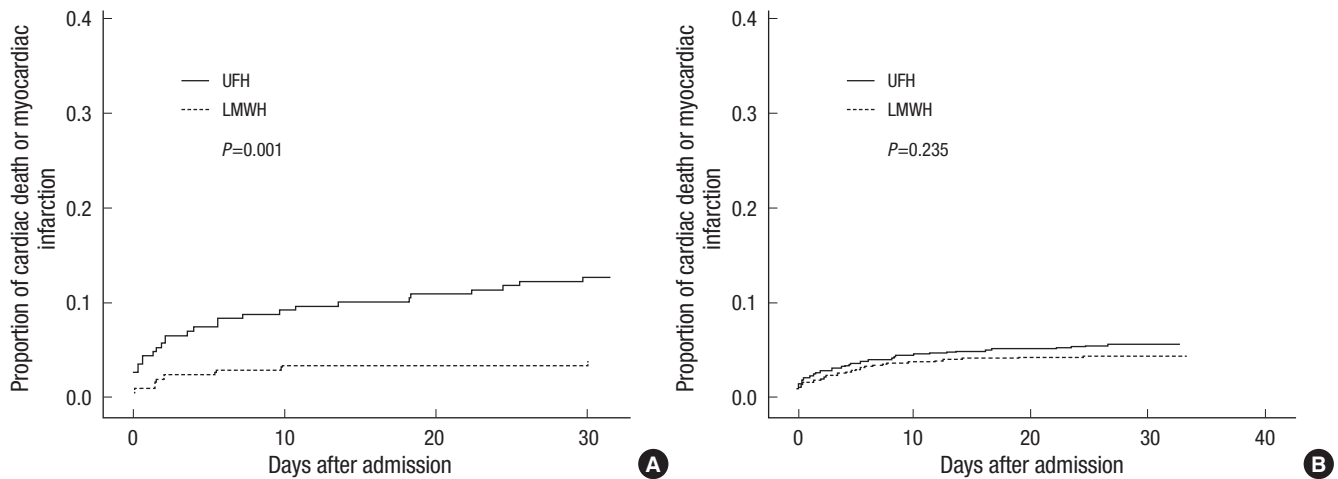 Proportion of cardiac death or myocardiac
infarction
0.4
0.3
0.2
0.1
0.0
UFH
LMWH
P=0.001
0 10 20 30
Days after admission
A
Proportion of cardiac death or myocardiac
infarction
0.4
0.3
0.2
0.1
0.0
UFH
LMWH
P=0.235
0 10 20 30 40
Days after admission
B